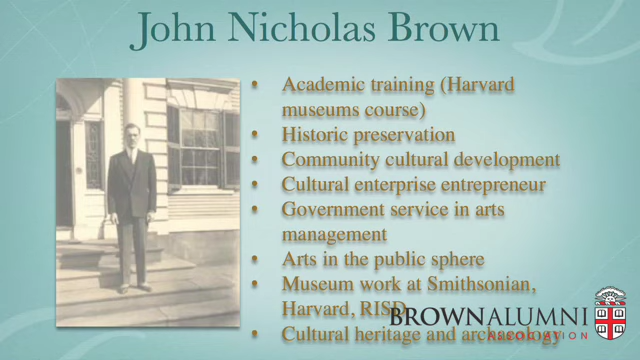 John Nicholas Brown
• Academic training (Harvard
museums course)
• Historic preservation
• Community cultural development
• Cultural enterprise entrepreneur
• Government service in arts
management
• Arts in the public sphere
• Museum work at Smithsonian,
Harvard, RISD
• Cultural heritage and archaeology
BROWNALUMNI
ASSOCIATION